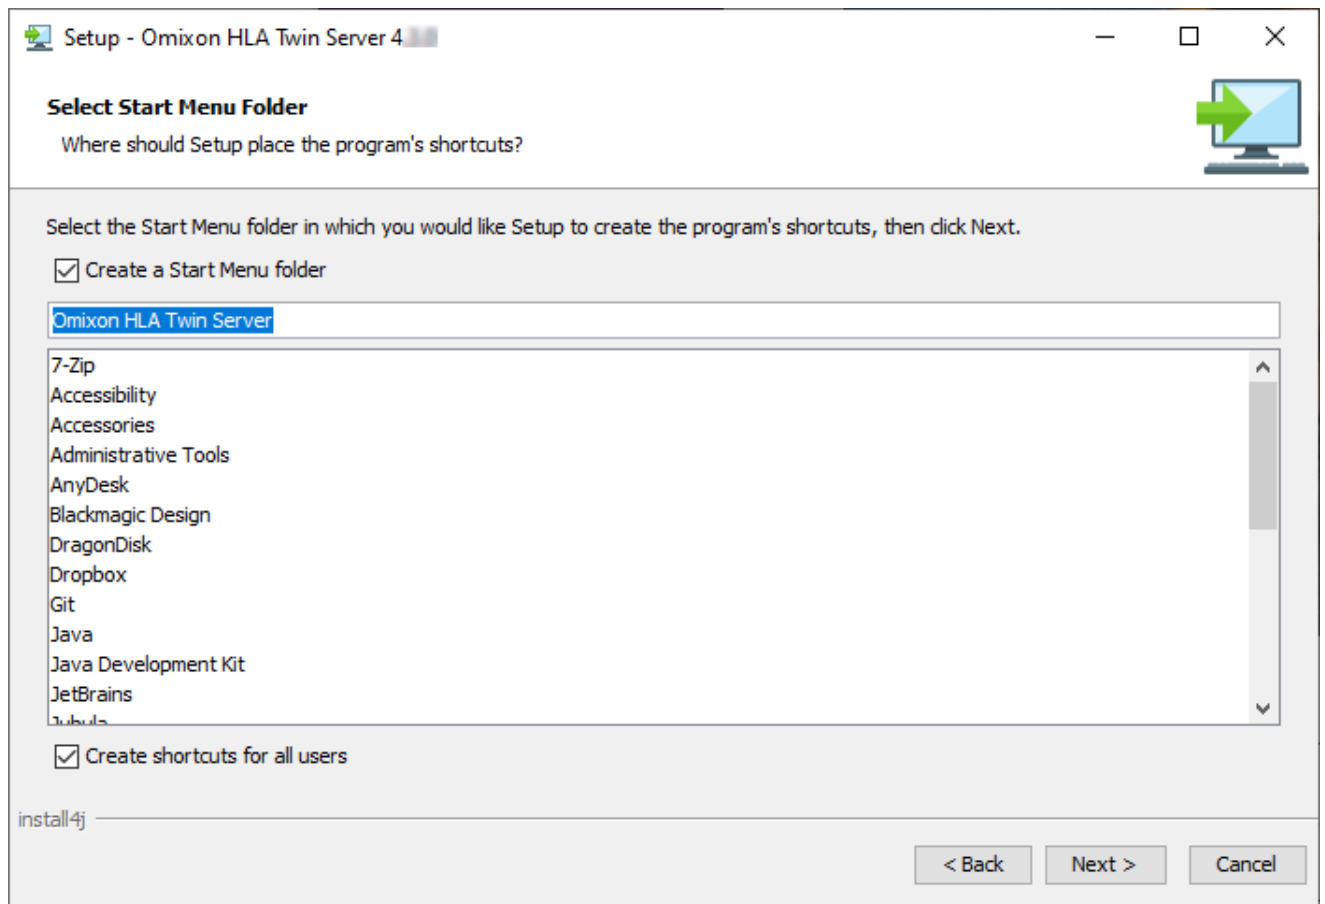 Setup - Omixon HLA Twin Server 4
Select Start Menu Folder
Where should Setup place the program's shortcuts?
Select the Start Menu folder in which you would like Setup to create the program's shortcuts, then click Next.
Create a Start Menu folder
Omixon HLA Twin Server
7-Zip
Accessibility
Accessories
Administrative Tools
AnyDesk
Blackmagic Design
DragonDisk
Dropbox
Git
Java
Java Development Kit
JetBrains
Jubula
Create shortcuts for all users
install4j
< Back
Next >
Cancel